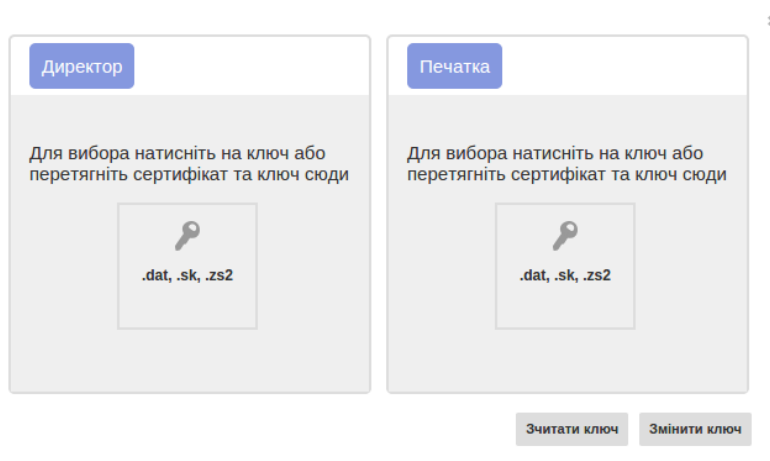 Директор
Для вибора натисніть на ключ або
перетягніть сертифікат та ключ сюди
.dat, .sk, .zs2
Печатка
Для вибора натисніть на ключ або
перетягніть сертифікат та ключ сюди
.dat, .sk, .zs2
Зчитати ключ
Змінити ключ